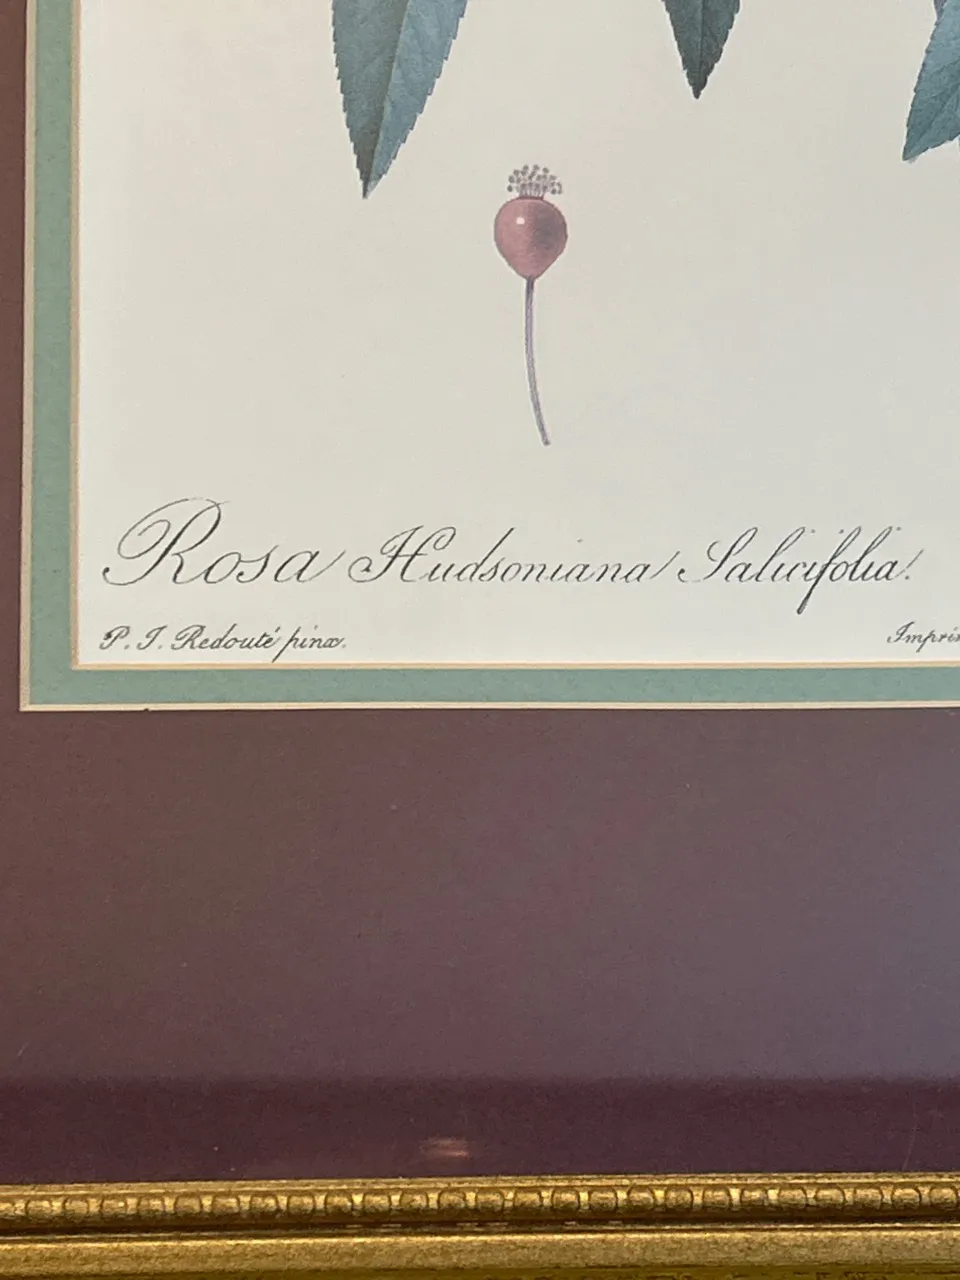 Rosa Hudsoniana Salicifolia.
P. J. Redouté pinx.